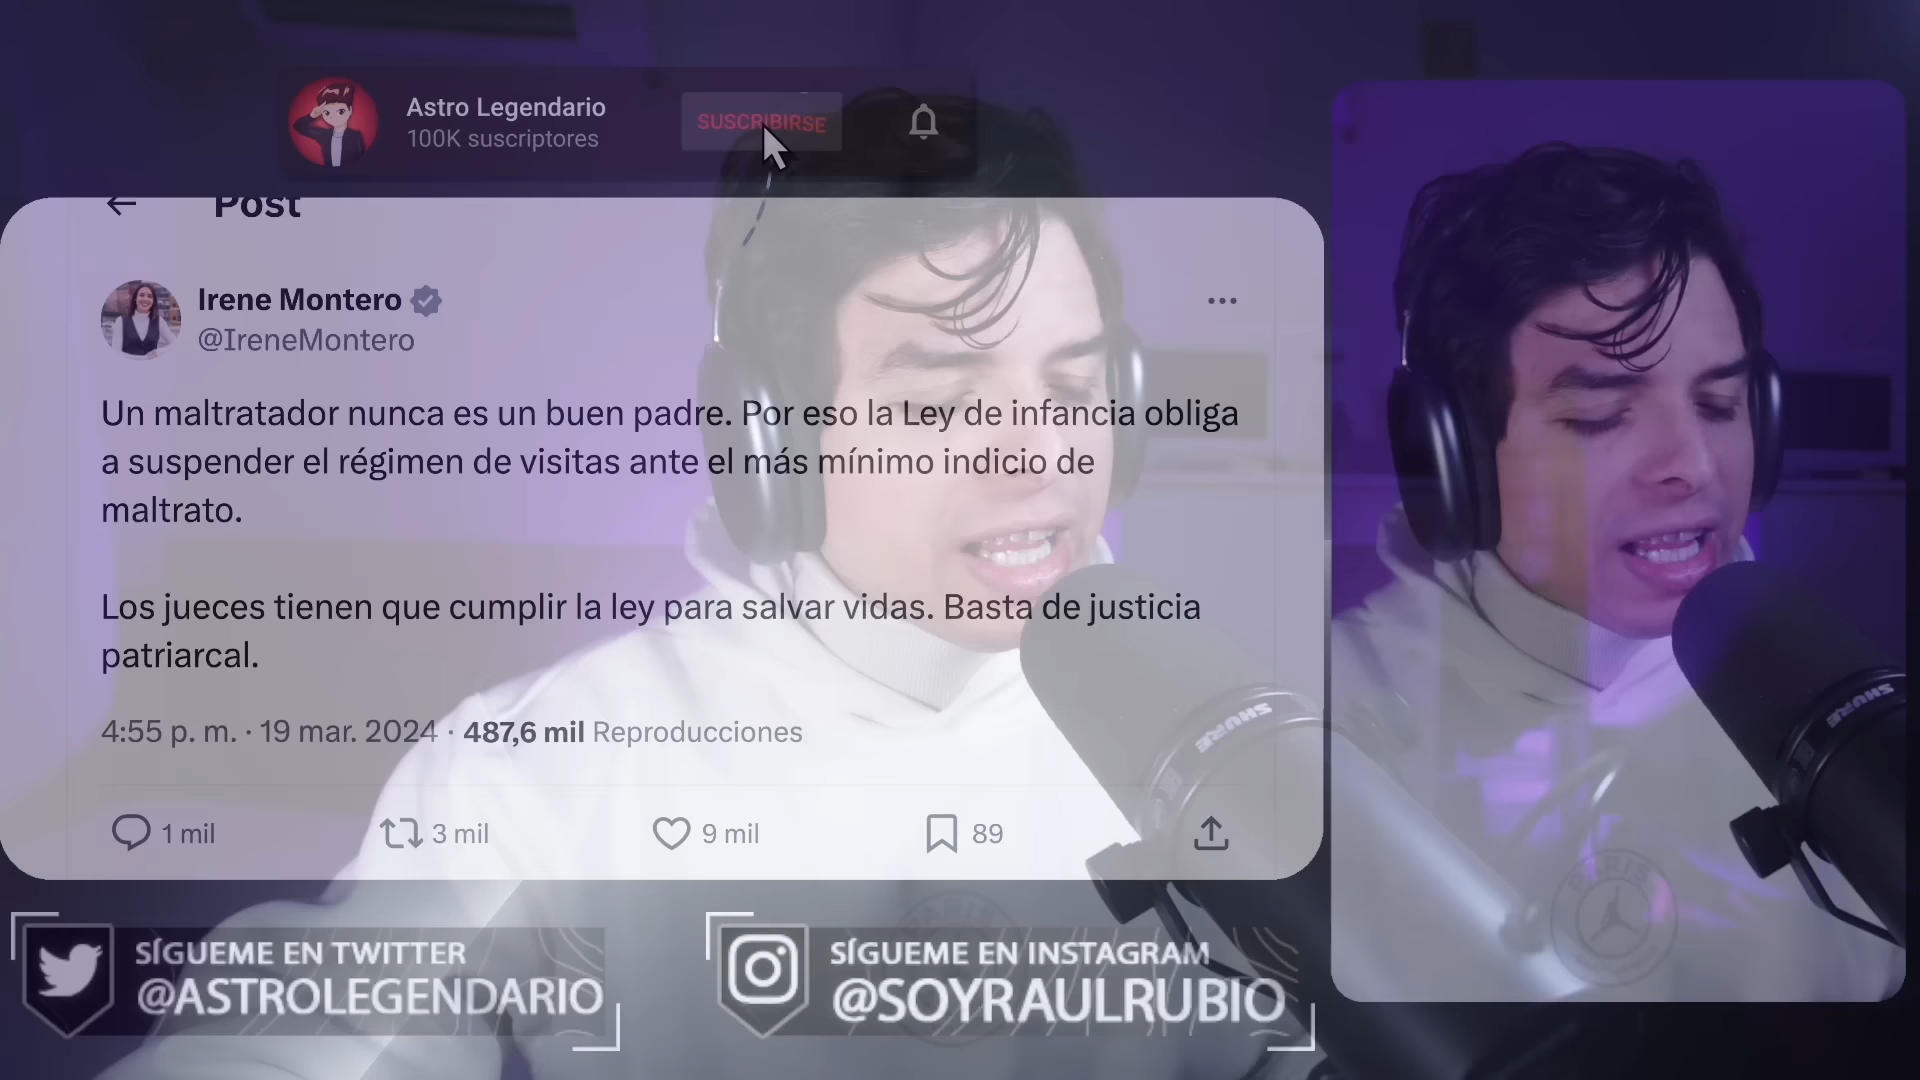 Astro Legendario
100K suscriptores
SUSCRIBIRSE
Post
Irene Montero
@IreneMontero
Un maltratador nunca es un buen padre. Por eso la Ley de infancia obliga
a suspender el régimen de visitas ante el más mínimo indicio de
maltrato.
Los jueces tienen que cumplir la ley para salvar vidas. Basta de justicia
patriarcal.
4:55 p. m. · 19 mar. 2024 · 487,6 mil Reproducciones
1 mil
3 mil
9 mil
89
SHURE
SHURE
PARIS
SÍGUEME EN TWITTER
@ASTROLEGENDARIO
SÍGUEME EN INSTAGRAM
@SOYRAULRUBIO